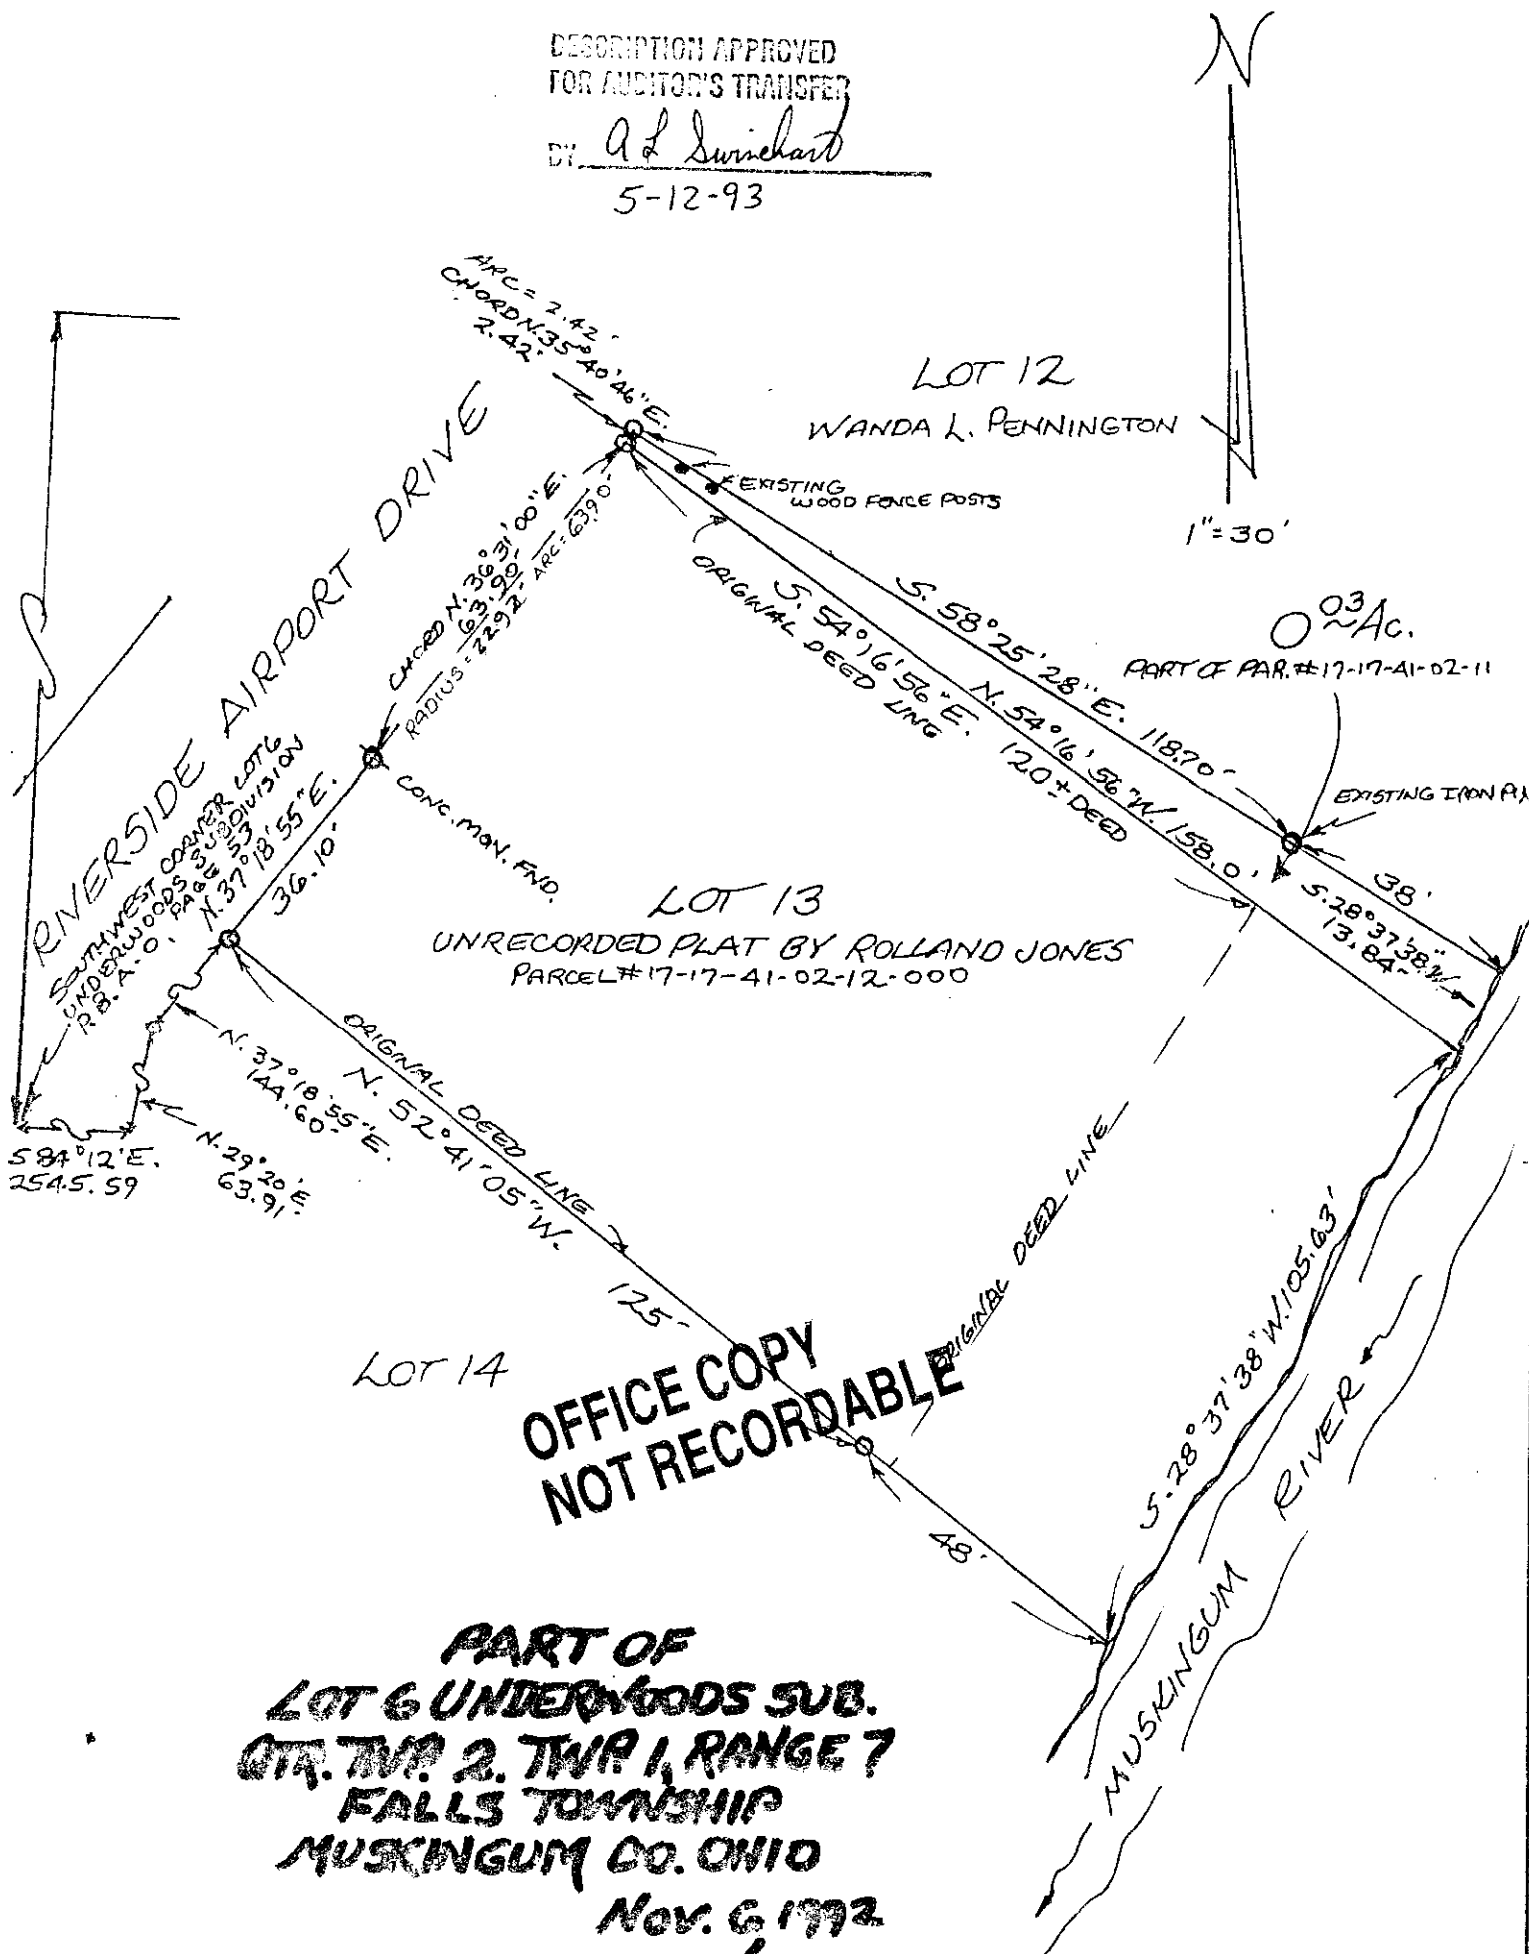 DESCRIPTION APPROVED
FOR AUDITOR'S TRANSFER
BY A L Swinehart
5-12-93
N
1"=30'
ARC = 2.42'
CHORD N.35°40'46"E.
2.42'
LOT 12
WANDA L. PENNINGTON
EXISTING
WOOD FENCE POSTS
RIVERSIDE AIRPORT DRIVE
CHORD N. 36°31'00"E.
63.90'
RADIUS = 2292' ARC = 63.90'
ORIGINAL DEED LINE
S. 54°16'56"E.
S. 58°25'28"E. 118.70'
N. 54°16'56"W. 158.0'
120± DEED
0.03 Ac.
PART OF PAR.#17-17-41-02-11
EXISTING IRON PIN
38'
S.28°37'38"W
13.84'
SOUTHWEST CORNER LOT 6
UNDERWOODS SUBDIVISION
P.B. A-O, PAGE 53
N.37°18'55"E.
36.10'
CONC. MON. FND.
LOT 13
UNRECORDED PLAT BY ROLLAND JONES
PARCEL#17-17-41-02-12-000
N. 37°18'55"E.
144.60'
N. 29°20'E
63.91'
S 84°12'E.
2545.59
ORIGINAL DEED LINE
N. 52°41'05"W.
125'
ORIGINAL DEED LINE
S. 28°37'38"W. 105.63'
LOT 14
OFFICE COPY
NOT RECORDABLE
48'
MUSKINGUM RIVER
PART OF
LOT 6 UNDERWOODS SUB.
QTR. TWP. 2. TWP. 1, RANGE 7
FALLS TOWNSHIP
MUSKINGUM CO. OHIO
NOV. 6, 1992